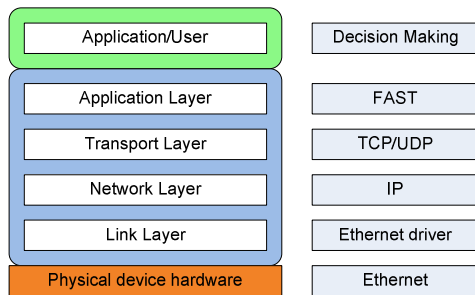 Application/User Decision Making
Application Layer FAST
Transport Layer TCP/UDP
Network Layer IP
Link Layer Ethernet driver
Physical device hardware Ethernet